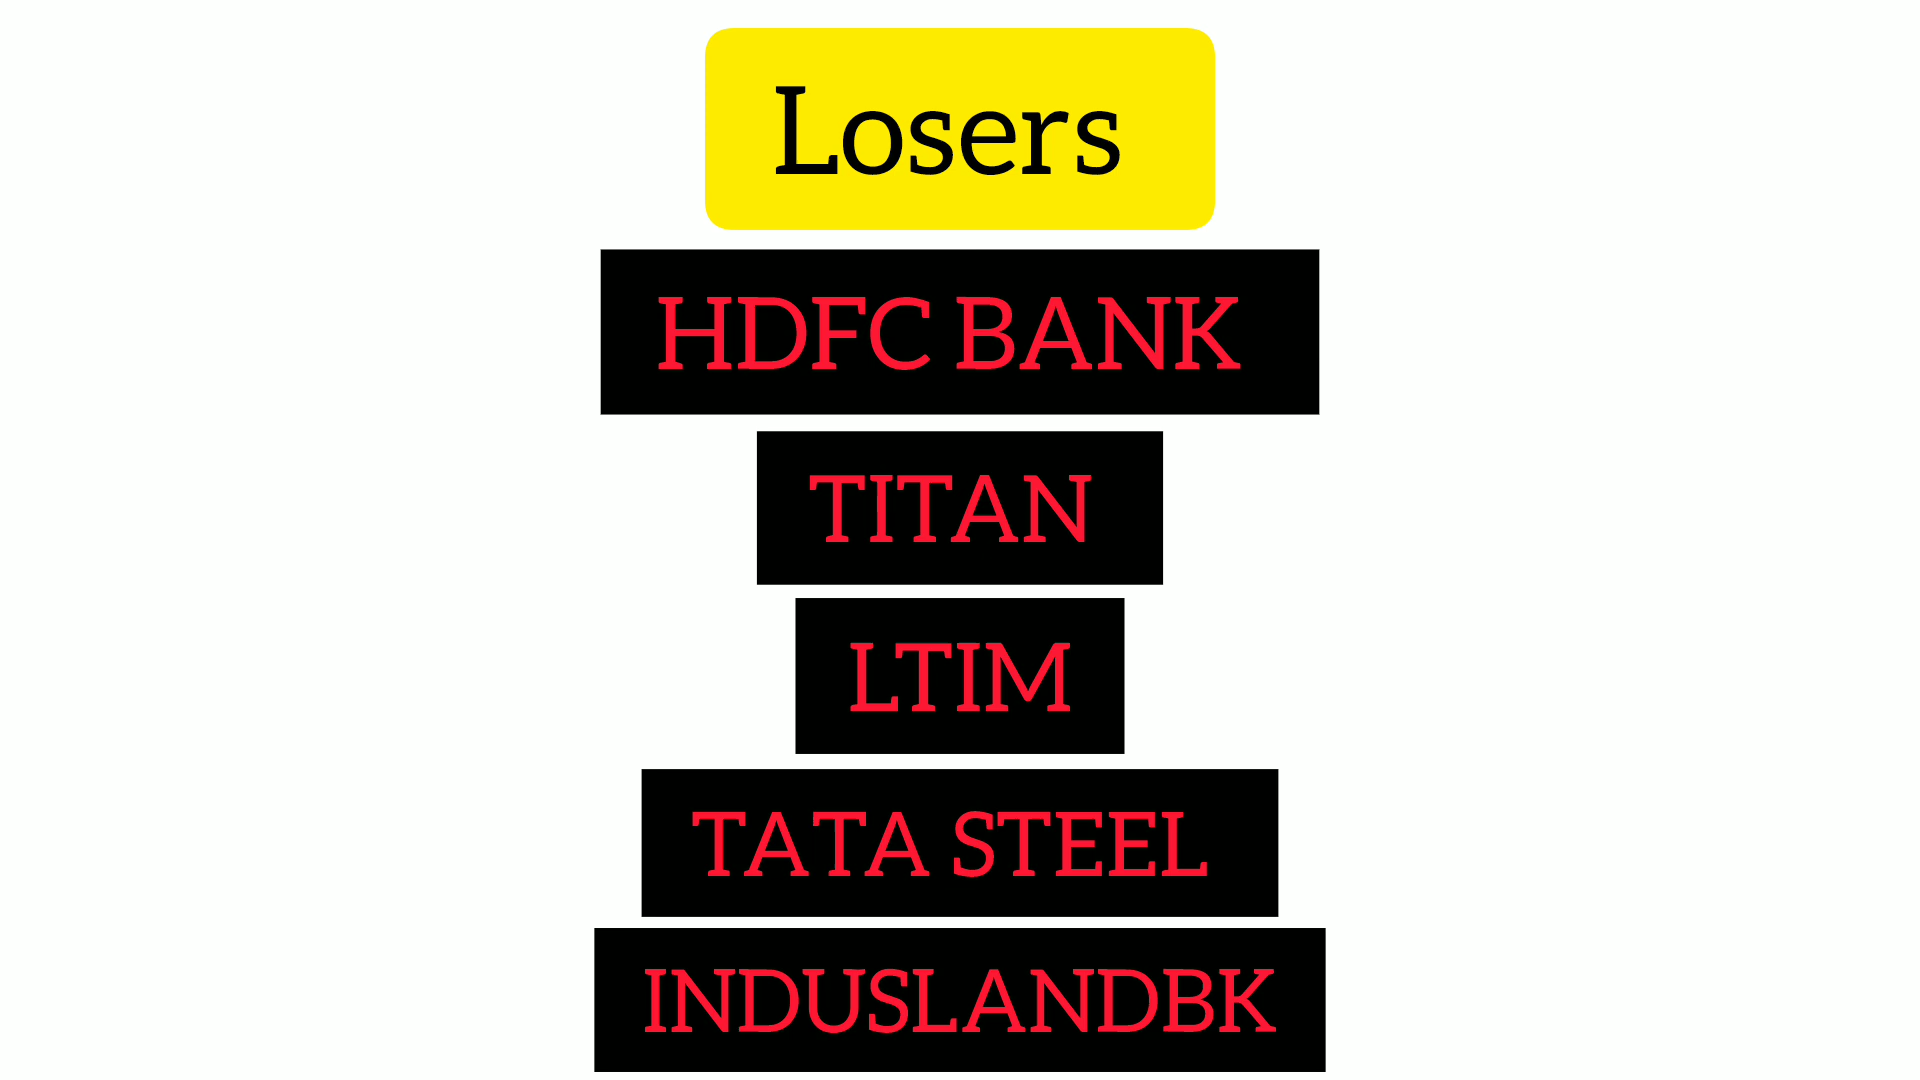 Losers
HDFC BANK
TITAN
LTIM
TATA STEEL
INDUSLANDBK